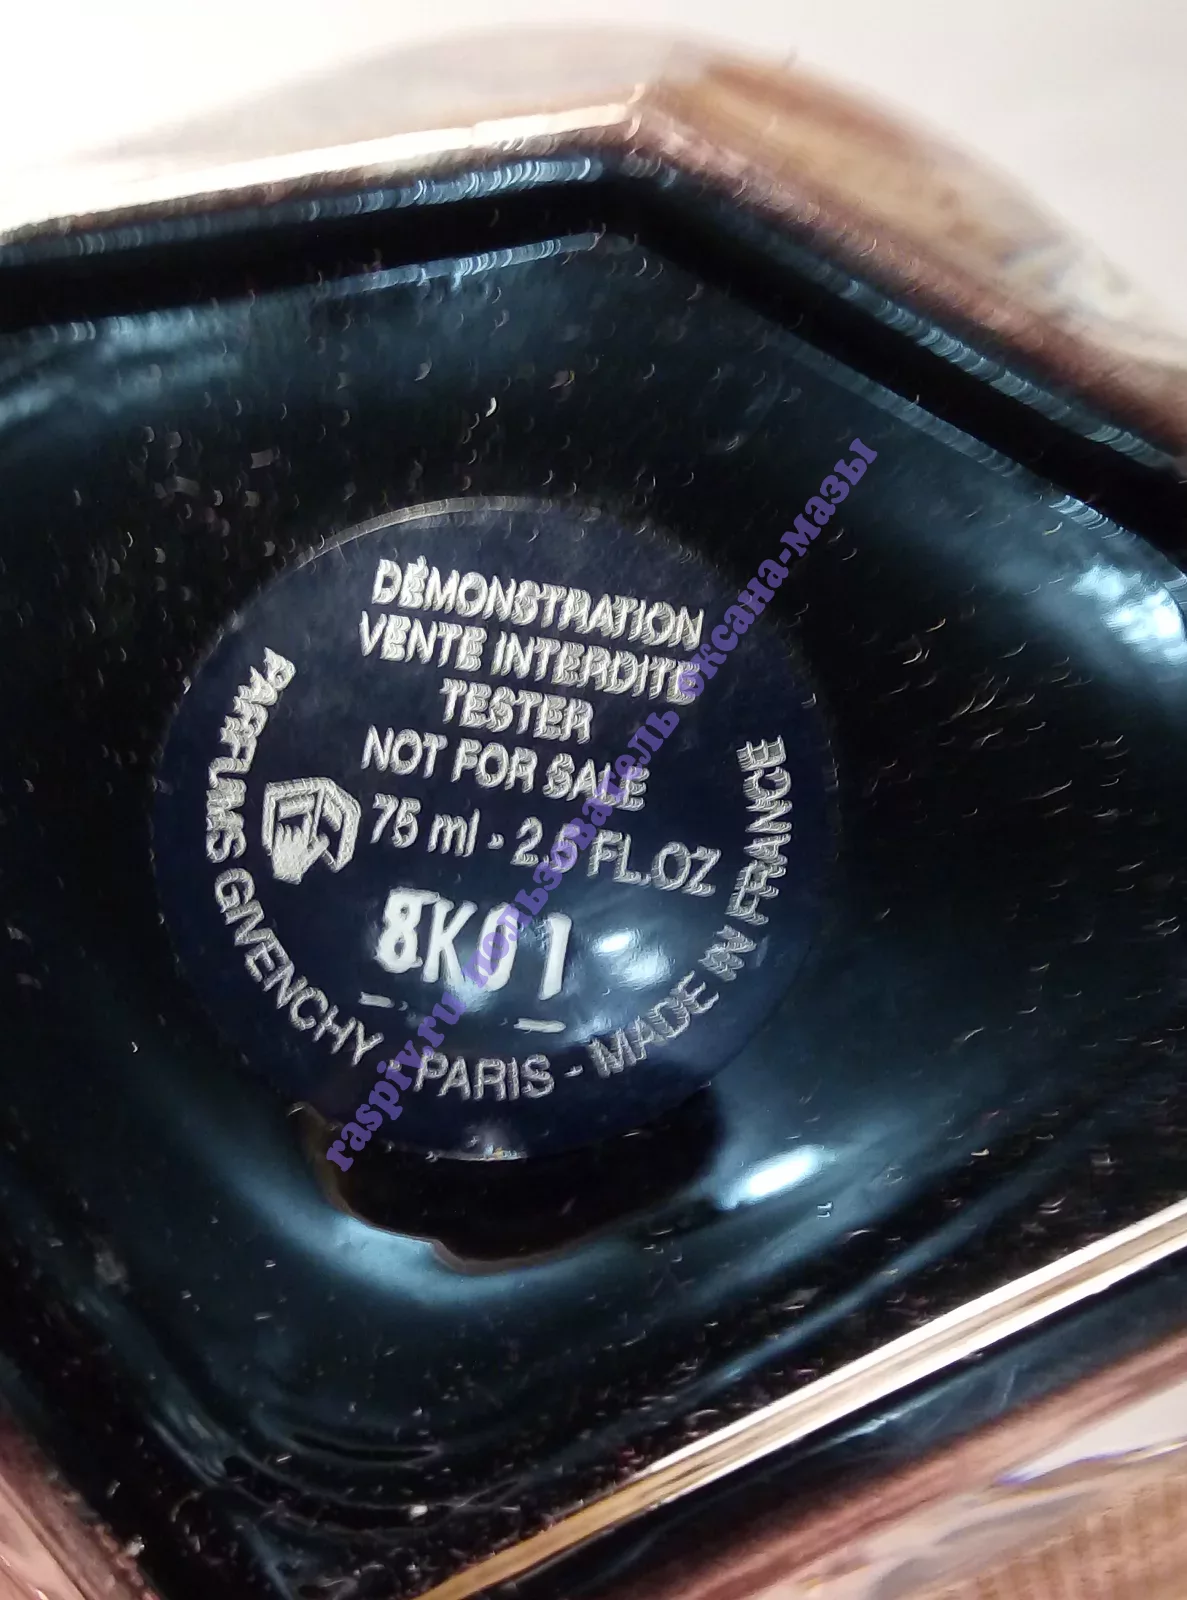 DÉMONSTRATION
VENTE INTERDITE
TESTER
NOT FOR SALE
75 ml - 2,5 FL.OZ
8K01
PARFUMS GIVENCHY - PARIS - MADE IN FRANCE
raspiv.ru пользователь оксана-Мазы